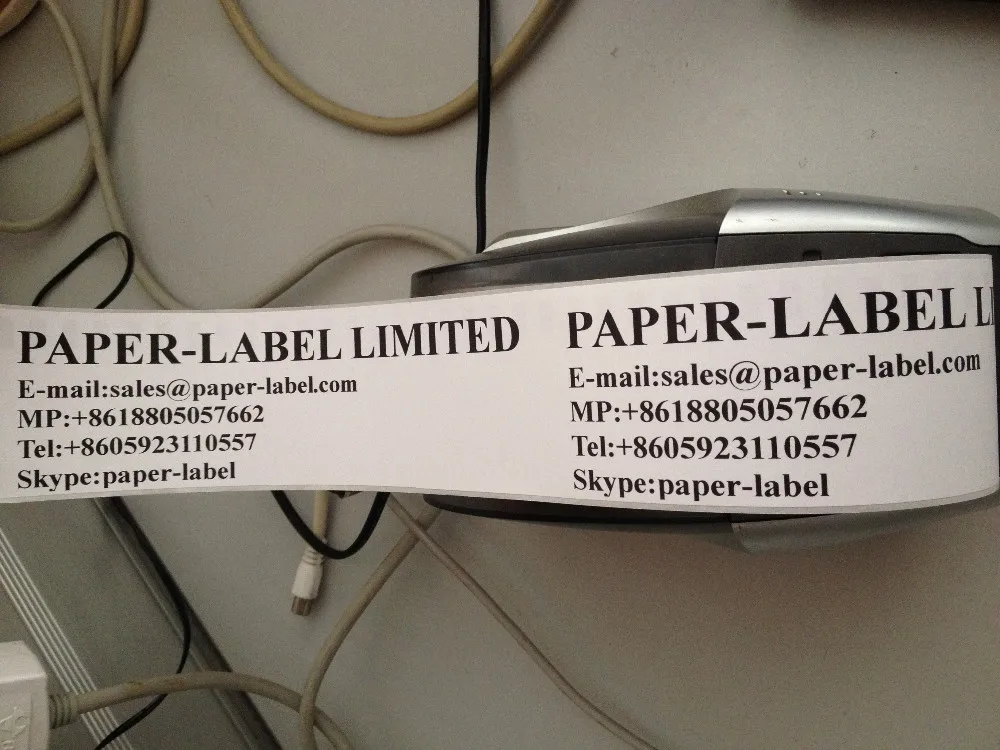 PAPER-LABEL LIMITED
E-mail:sales@paper-label.com
MP:+8618805057662
Tel:+8605923110557
Skype:paper-label
PAPER-LABEL LI
E-mail:sales@paper-label.com
MP:+8618805057662
Tel:+8605923110557
Skype:paper-label